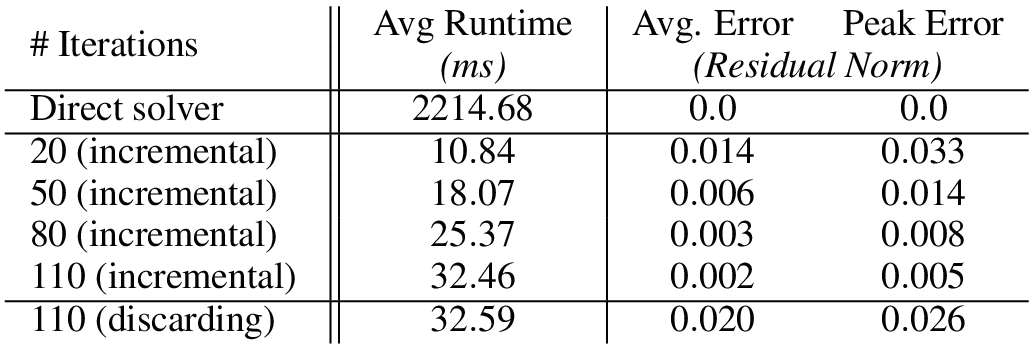 # Iterations Avg Runtime Avg. Error Peak Error
(ms) (Residual Norm)
Direct solver 2214.68 0.0 0.0
20 (incremental) 10.84 0.014 0.033
50 (incremental) 18.07 0.006 0.014
80 (incremental) 25.37 0.003 0.008
110 (incremental) 32.46 0.002 0.005
110 (discarding) 32.59 0.020 0.026